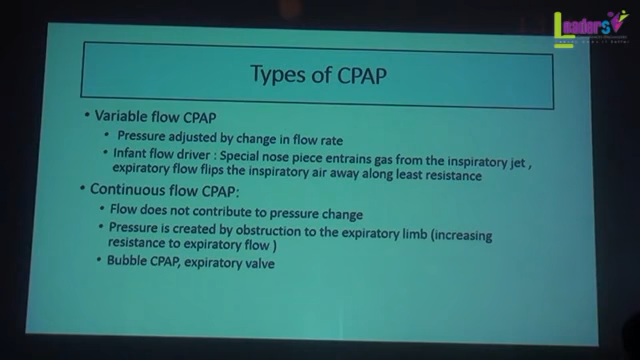 Leaders
Types of CPAP
• Variable flow CPAP
• Pressure adjusted by change in flow rate
• Infant flow driver : Special nose piece entrains gas from the inspiratory jet ,
expiratory flow flips the inspiratory air away along least resistance
• Continuous flow CPAP:
• Flow does not contribute to pressure change
• Pressure is created by obstruction to the expiratory limb (increasing
resistance to expiratory flow )
• Bubble CPAP, expiratory valve